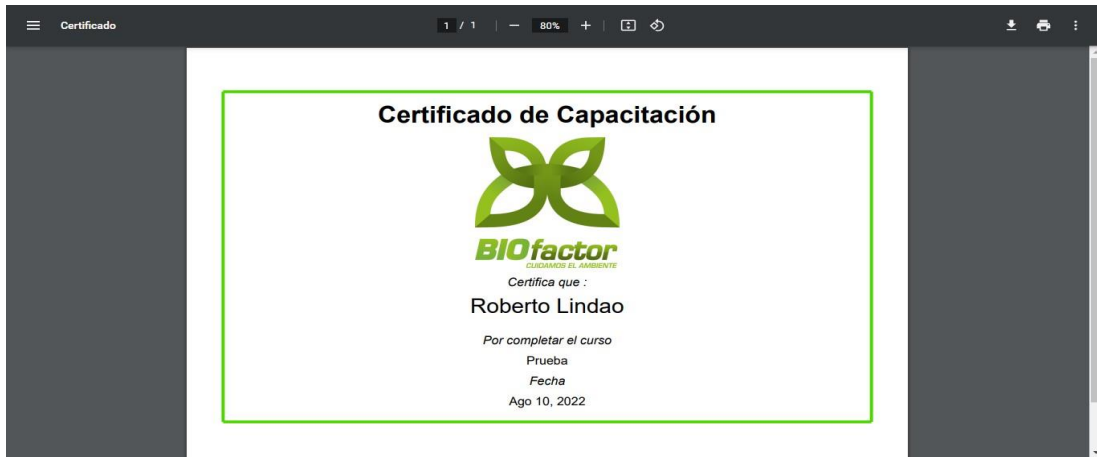 Certificado
1 / 1
80%
Certificado de Capacitación
BIOfactor
CUIDAMOS EL AMBIENTE
Certifica que :
Roberto Lindao
Por completar el curso
Prueba
Fecha
Ago 10, 2022